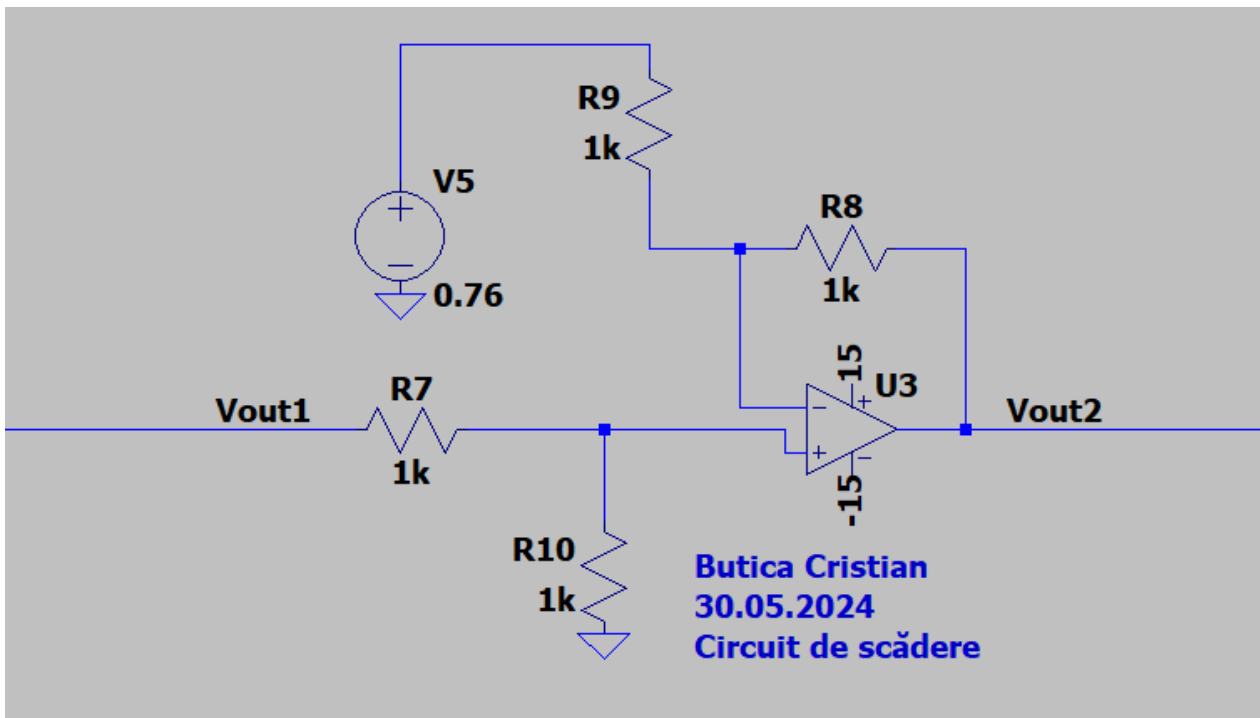 R9
1k
V5
0.76
R8
1k
15
U3
-15
Vout1
R7
1k
Vout2
R10
1k
Butica Cristian
30.05.2024
Circuit de scădere